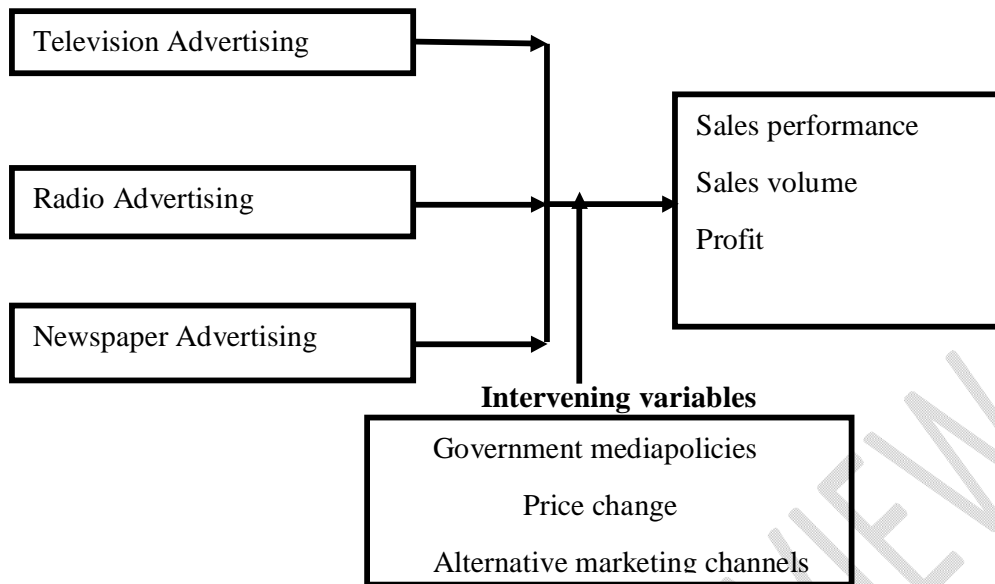 Television Advertising
Radio Advertising
Newspaper Advertising
Sales performance
Sales volume
Profit
Intervening variables
Government mediapolicies
Price change
Alternative marketing channels
VIEW